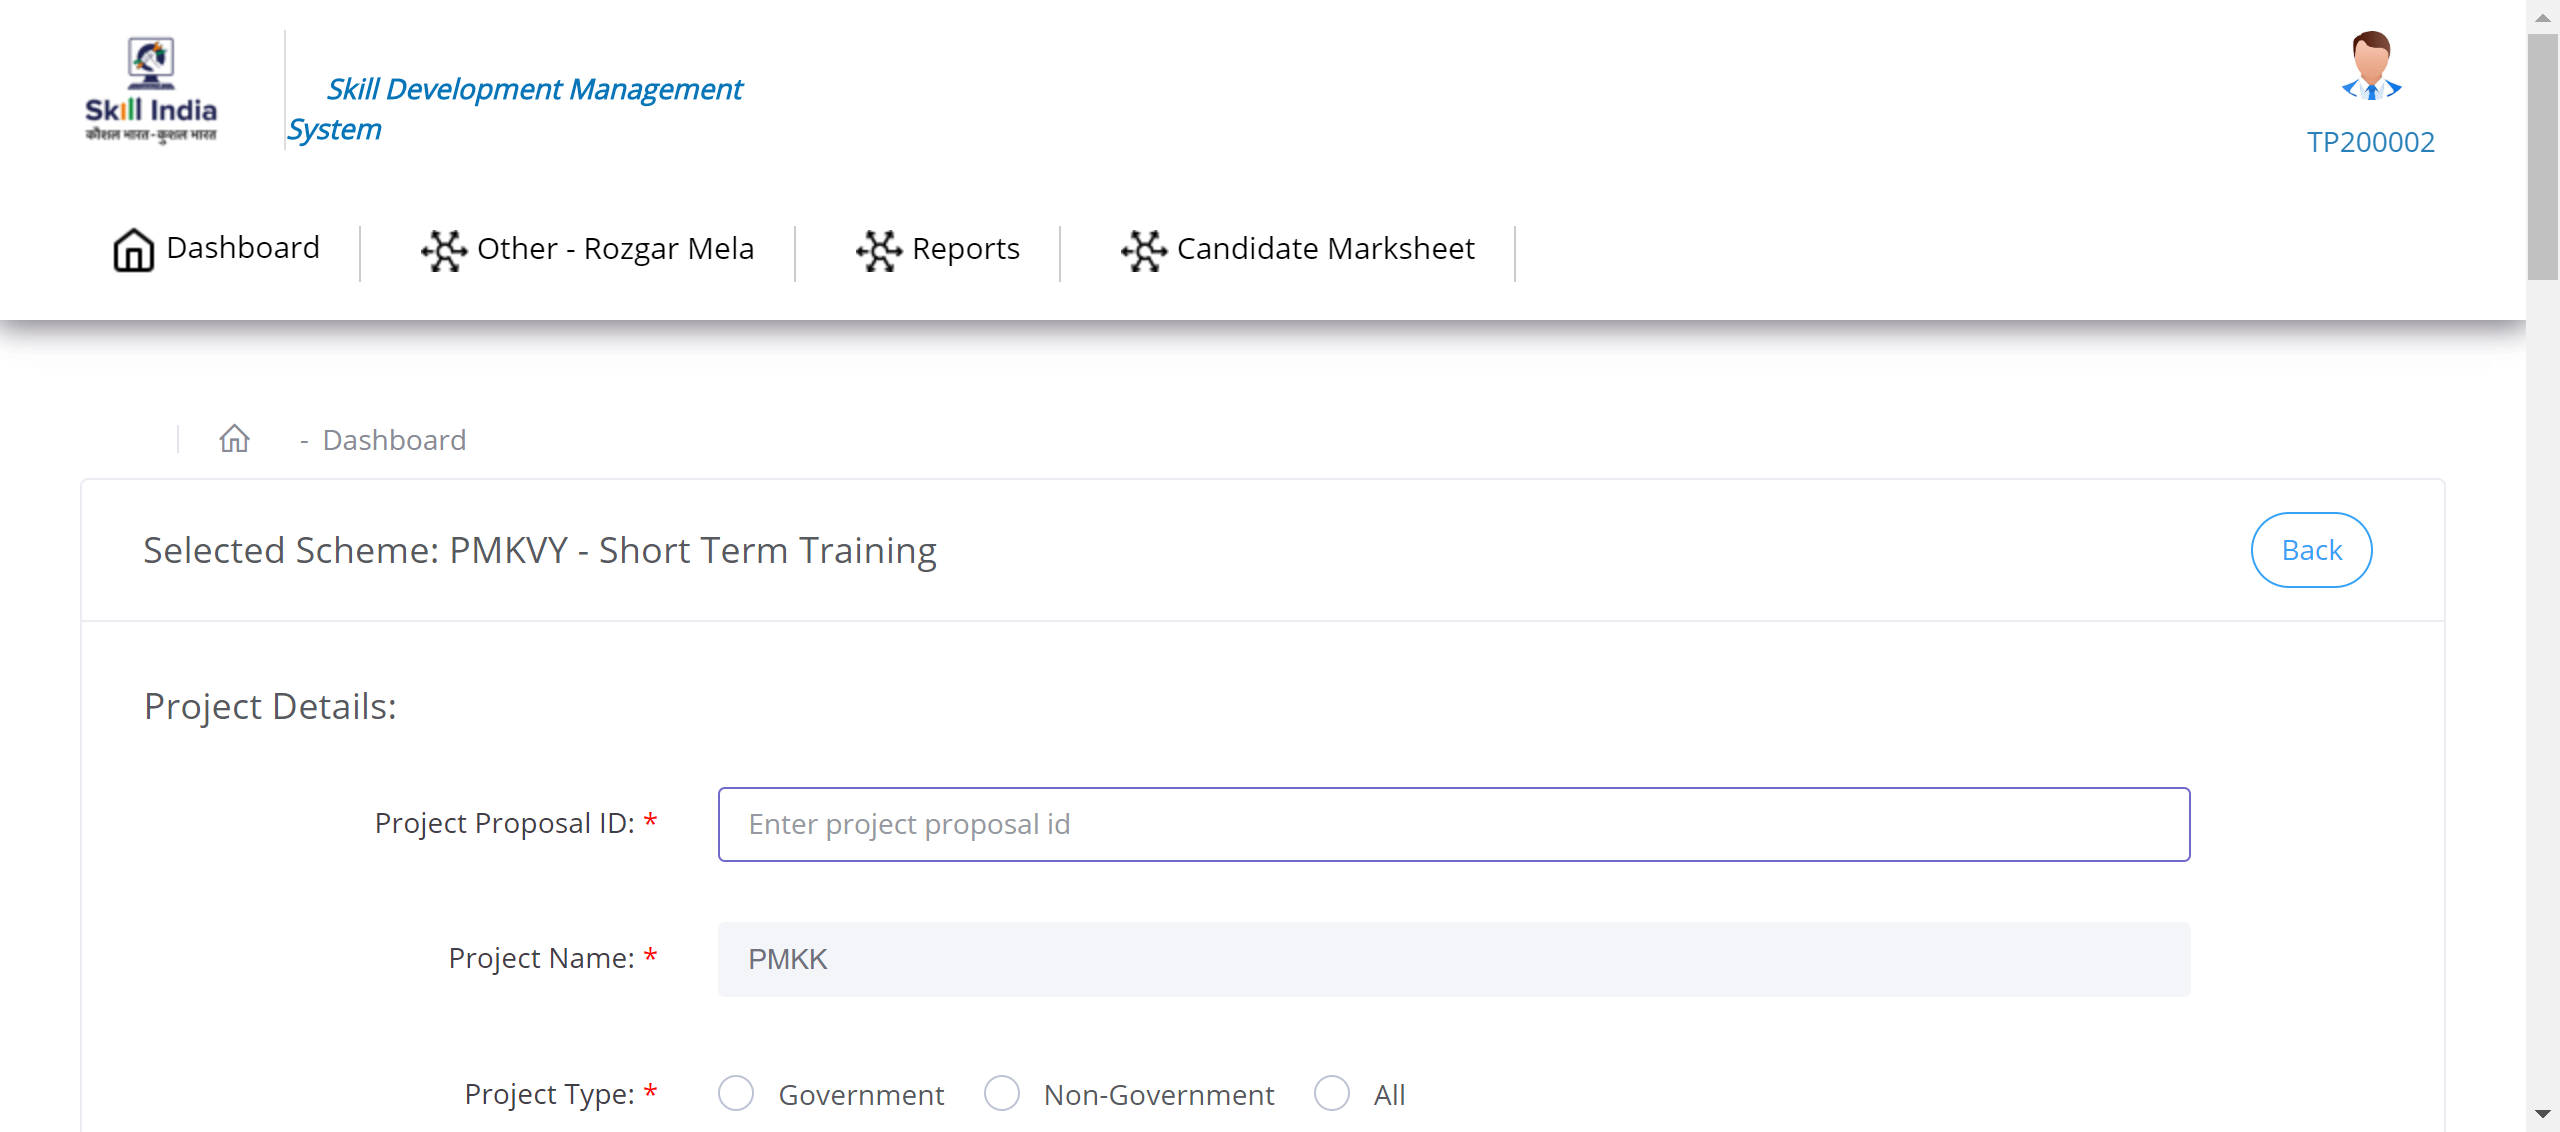 Skill India
कौशल भारत-कुशल भारत
Skill Development Management
System
TP200002
Dashboard
Other - Rozgar Mela
Reports
Candidate Marksheet
- Dashboard
Selected Scheme: PMKVY - Short Term Training
Back
Project Details:
Project Proposal ID: *
Enter project proposal id
Project Name: *
PMKK
Project Type: *
Government
Non-Government
All